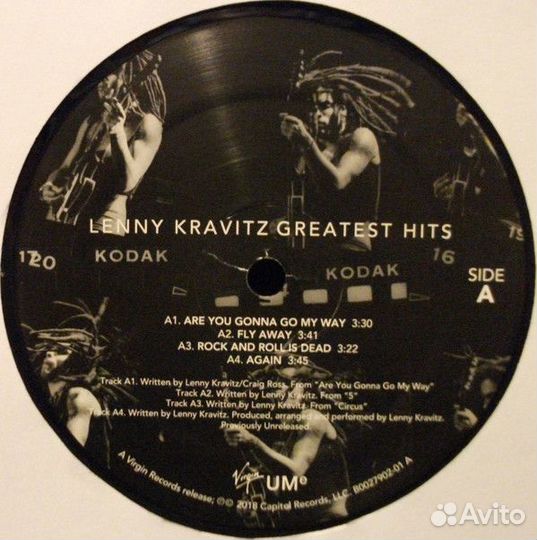 LENNY KRAVITZ GREATEST HITS
20 KODAK
KODAK 16
SIDE
A
A1. ARE YOU GONNA GO MY WAY 3:30
A2. FLY AWAY 3:41
A3. ROCK AND ROLL IS DEAD 3:22
A4. AGAIN 3:45
Track A1. Written by Lenny Kravitz/Craig Ross. From "Are You Gonna Go My Way"
Track A2. Written by Lenny Kravitz. From "5"
Track A3. Written by Lenny Kravitz. From "Circus"
Track A4. Written by Lenny Kravitz. Produced, arranged and performed by Lenny Kravitz.
Previously Unreleased.
Virgin UMe
A Virgin Records release; ℗© 2018 Capitol Records, LLC. B0027902-01 A
Avito